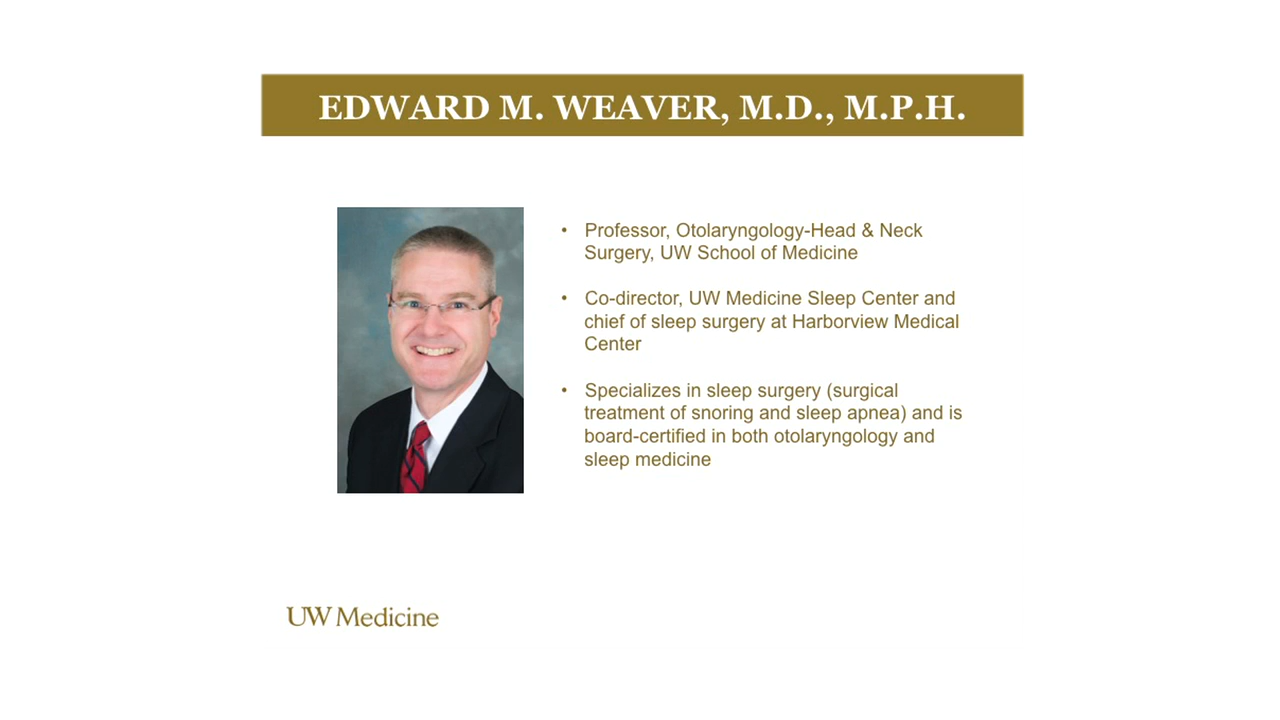 EDWARD M. WEAVER, M.D., M.P.H.
• Professor, Otolaryngology-Head & Neck
Surgery, UW School of Medicine
• Co-director, UW Medicine Sleep Center and
chief of sleep surgery at Harborview Medical
Center
• Specializes in sleep surgery (surgical
treatment of snoring and sleep apnea) and is
board-certified in both otolaryngology and
sleep medicine
UW Medicine